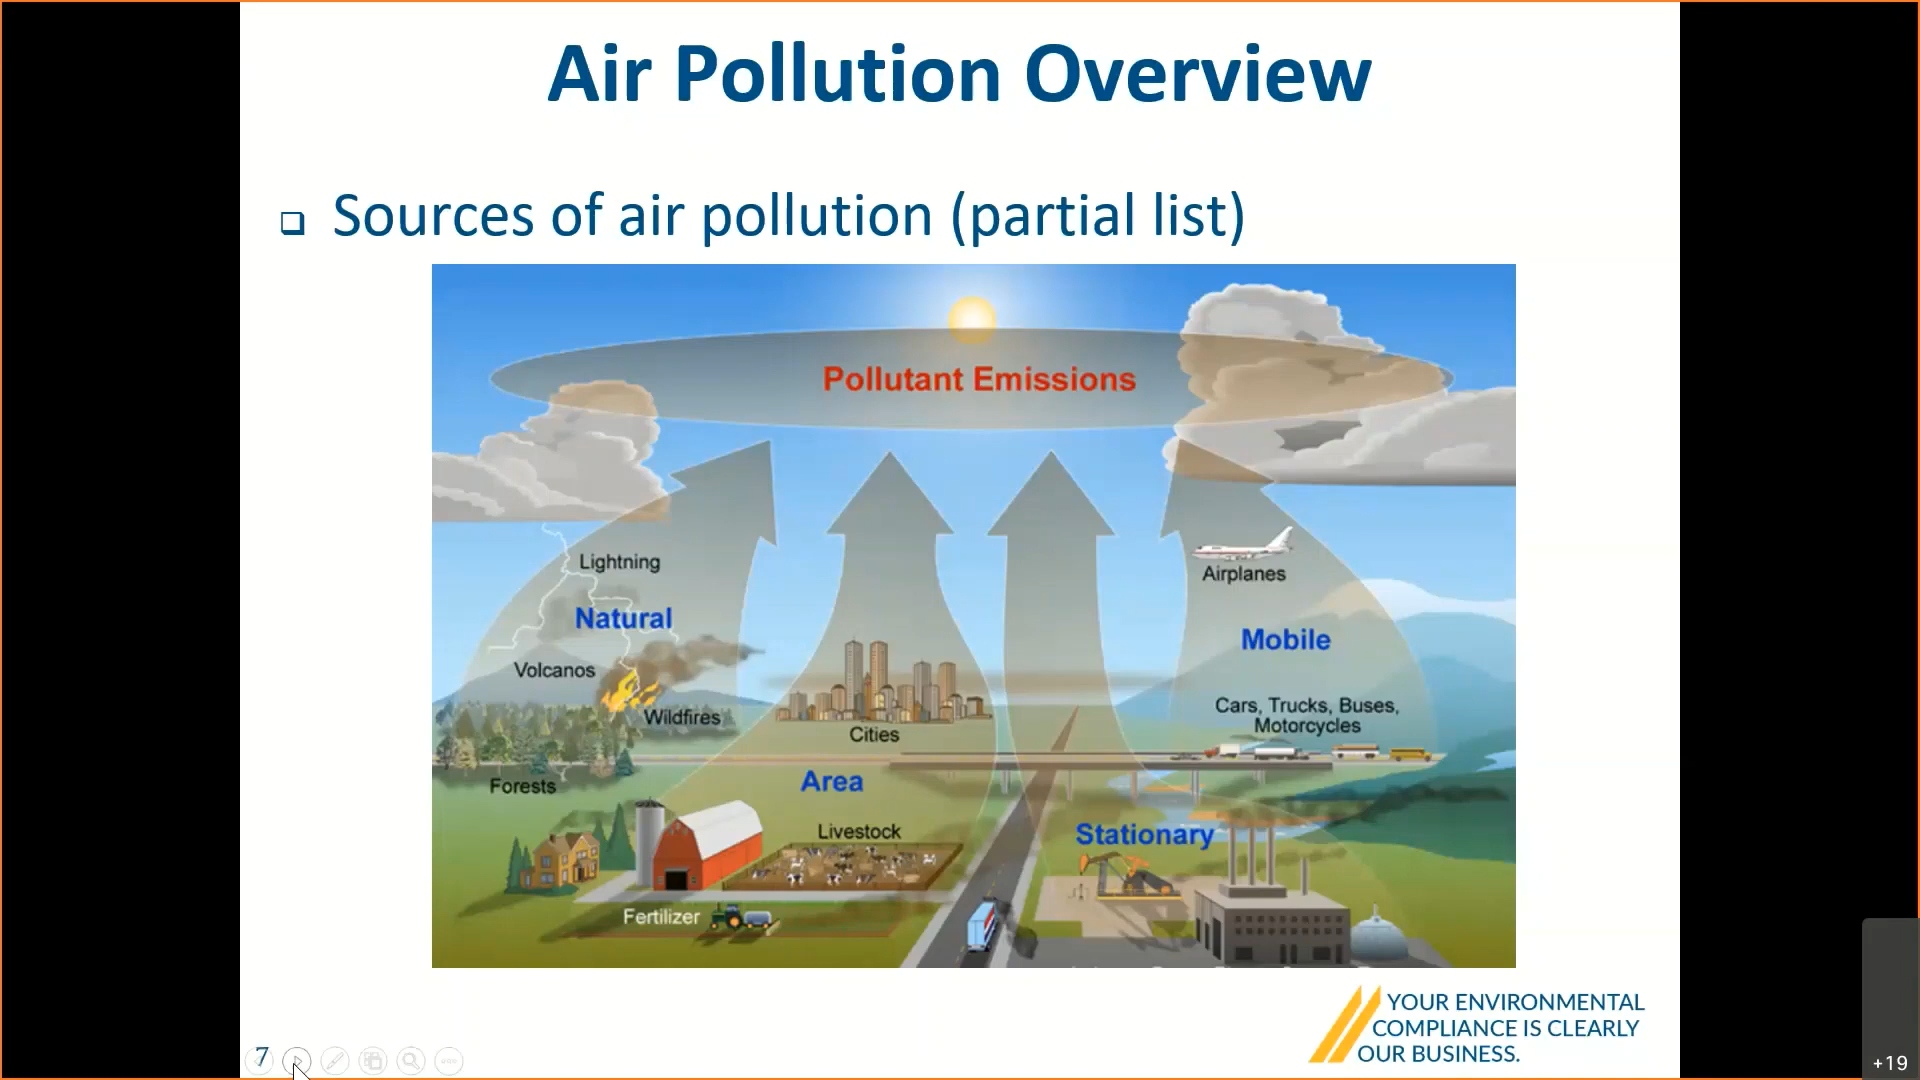 Air Pollution Overview
Sources of air pollution (partial list)
Pollutant Emissions
Lightning
Natural
Volcanos
Wildfires
Forests
Cities
Area
Livestock
Fertilizer
Airplanes
Mobile
Cars, Trucks, Buses,
Motorcycles
Stationary
YOUR ENVIRONMENTAL
COMPLIANCE IS CLEARLY
OUR BUSINESS.
7
+19